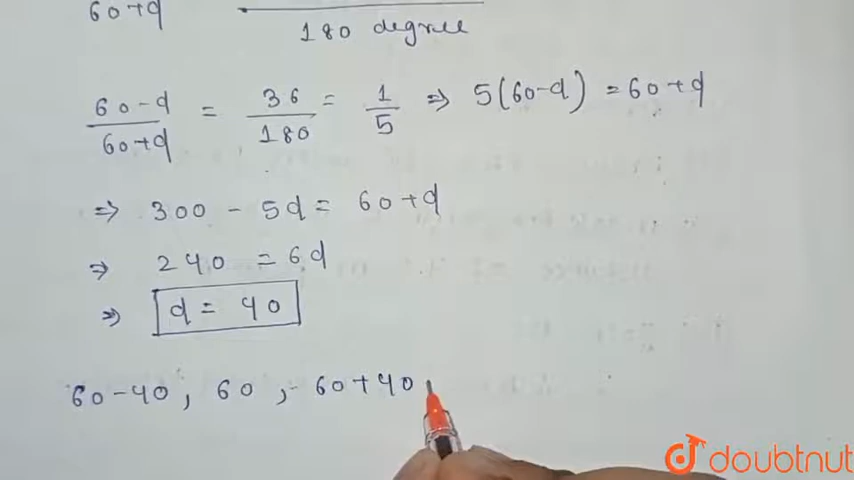 60+d
180 degree
60-d / 60+d = 36 / 180 = 1 / 5 ⇒ 5(60-d) = 60+d
⇒ 300 - 5d = 60+d
⇒ 240 = 6d
⇒ d = 40
60-40, 60, 60+40
doubtnut